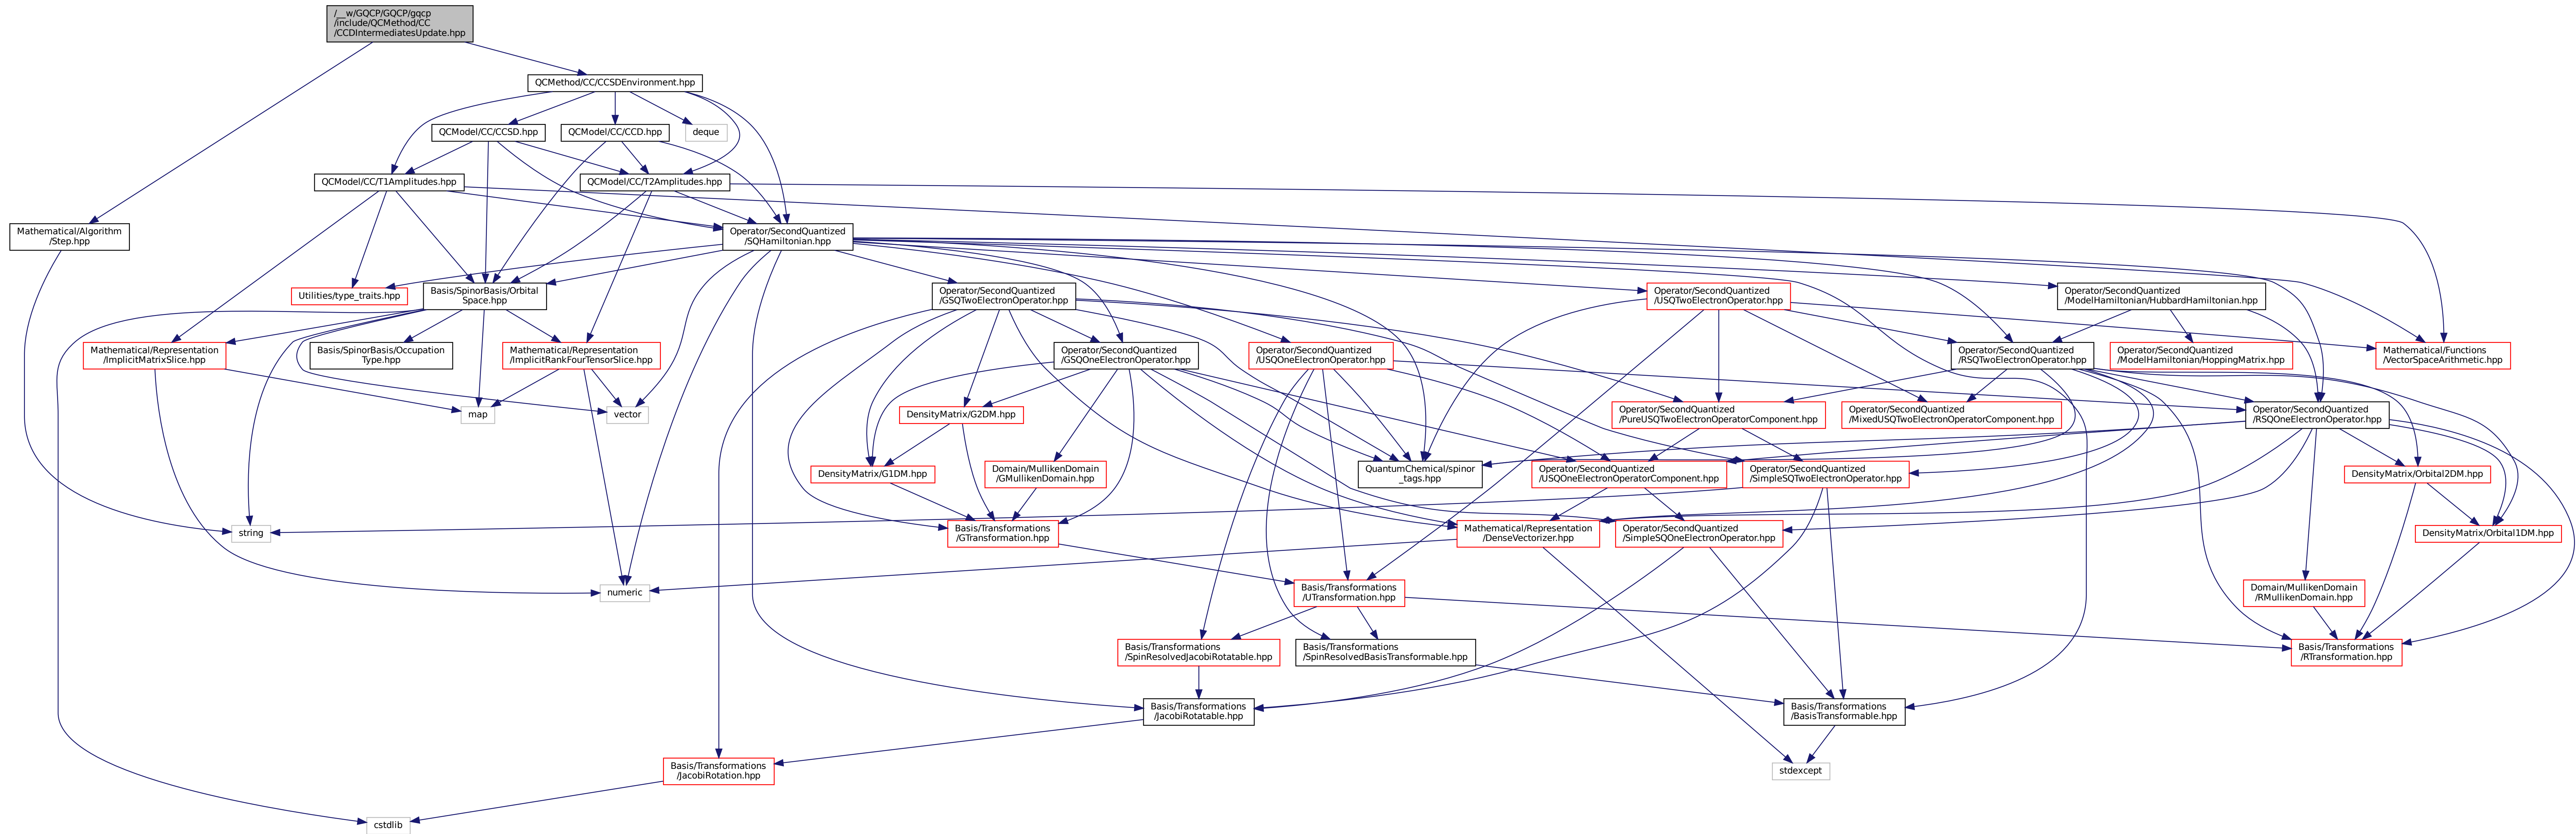 /__w/GQCP/GQCP/gqcp
/include/QCMethod/CC
/CCDIntermediatesUpdate.hpp
QCMethod/CC/CCSDEnvironment.hpp
QCModel/CC/CCSD.hpp
QCModel/CC/CCD.hpp
deque
QCModel/CC/T1Amplitudes.hpp
QCModel/CC/T2Amplitudes.hpp
Mathematical/Algorithm
/Step.hpp
Operator/SecondQuantized
/SQHamiltonian.hpp
Utilities/type_traits.hpp
Basis/SpinorBasis/Orbital
Space.hpp
Operator/SecondQuantized
/GSQTwoElectronOperator.hpp
Operator/SecondQuantized
/USQTwoElectronOperator.hpp
Operator/SecondQuantized
/ModelHamiltonian/HubbardHamiltonian.hpp
Mathematical/Representation
/ImplicitMatrixSlice.hpp
Basis/SpinorBasis/Occupation
Type.hpp
Mathematical/Representation
/ImplicitRankFourTensorSlice.hpp
Operator/SecondQuantized
/GSQOneElectronOperator.hpp
Operator/SecondQuantized
/USQOneElectronOperator.hpp
Operator/SecondQuantized
/RSQTwoElectronOperator.hpp
Operator/SecondQuantized
/ModelHamiltonian/HoppingMatrix.hpp
Mathematical/Functions
/VectorSpaceArithmetic.hpp
map
vector
DensityMatrix/G2DM.hpp
Operator/SecondQuantized
/PureUSQTwoElectronOperatorComponent.hpp
Operator/SecondQuantized
/MixedUSQTwoElectronOperatorComponent.hpp
Operator/SecondQuantized
/RSQOneElectronOperator.hpp
DensityMatrix/G1DM.hpp
Domain/MullikenDomain
/GMullikenDomain.hpp
QuantumChemical/spinor
_tags.hpp
Operator/SecondQuantized
/USQOneElectronOperatorComponent.hpp
Operator/SecondQuantized
/SimpleSQTwoElectronOperator.hpp
DensityMatrix/Orbital2DM.hpp
string
Basis/Transformations
/GTransformation.hpp
Mathematical/Representation
/DenseVectorizer.hpp
Operator/SecondQuantized
/SimpleSQOneElectronOperator.hpp
DensityMatrix/Orbital1DM.hpp
numeric
Basis/Transformations
/UTransformation.hpp
Domain/MullikenDomain
/RMullikenDomain.hpp
Basis/Transformations
/SpinResolvedJacobiRotatable.hpp
Basis/Transformations
/SpinResolvedBasisTransformable.hpp
Basis/Transformations
/RTransformation.hpp
Basis/Transformations
/JacobiRotatable.hpp
Basis/Transformations
/BasisTransformable.hpp
Basis/Transformations
/JacobiRotation.hpp
stdexcept
cstdlib